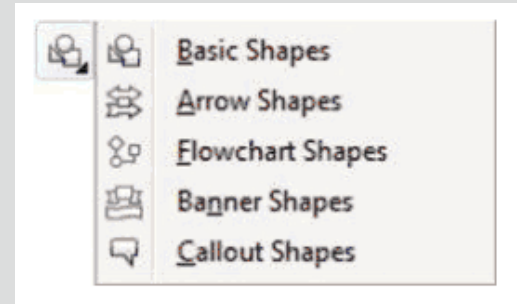 Basic Shapes
Arrow Shapes
Flowchart Shapes
Banner Shapes
Callout Shapes